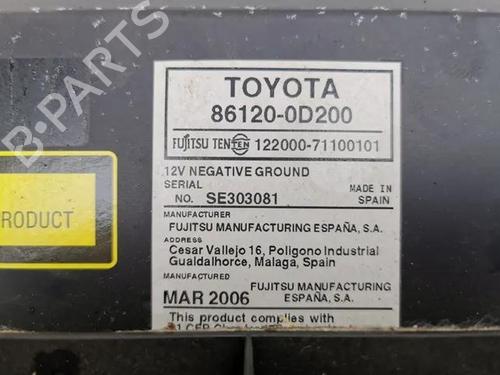 B-PARTS
TOYOTA
86120-0D200
FUJITSU TEN TEN 122000-71100101
12V NEGATIVE GROUND
SERIAL
NO. SE303081
MADE IN
SPAIN
MANUFACTURER
FUJITSU MANUFACTURING ESPAÑA, S.A.
ADDRESS
Cesar Vallejo 16, Poligono Industrial
Gualdalhorce, Malaga, Spain
MANUFACTURED
MAR 2006
FUJITSU MANUFACTURING
ESPAÑA, S.A.
This product complies with
PRODUCT